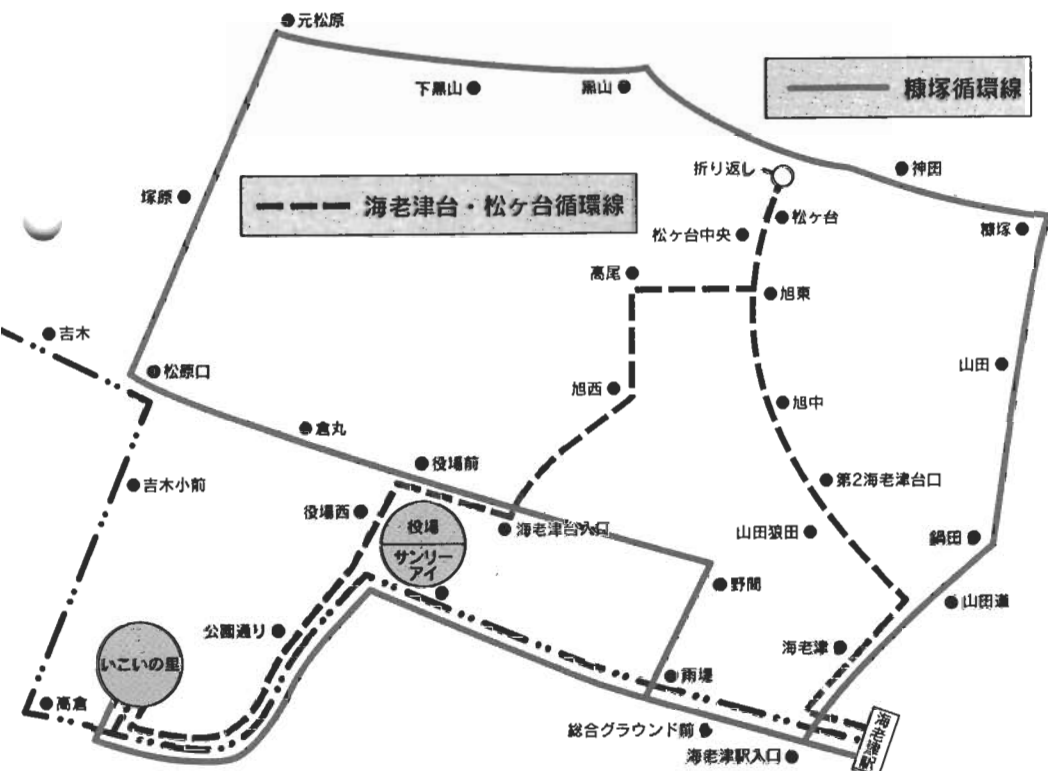 元松原
下黒山
黒山
糠塚循環線
折り返し
神田
塚原
海老津台・松ヶ台循環線
松ヶ台
松ヶ台中央
糠塚
高尾
旭東
吉木
松原口
山田
旭西
旭中
倉丸
役場前
吉木小前
第2海老津台口
役場西
役場
海老津台入口
山田狼田
鍋田
サンリー
アイ
野間
山田道
公園通り
海老津
いこいの里
雨堤
高倉
総合グラウンド前
海老津駅入口
海老津駅